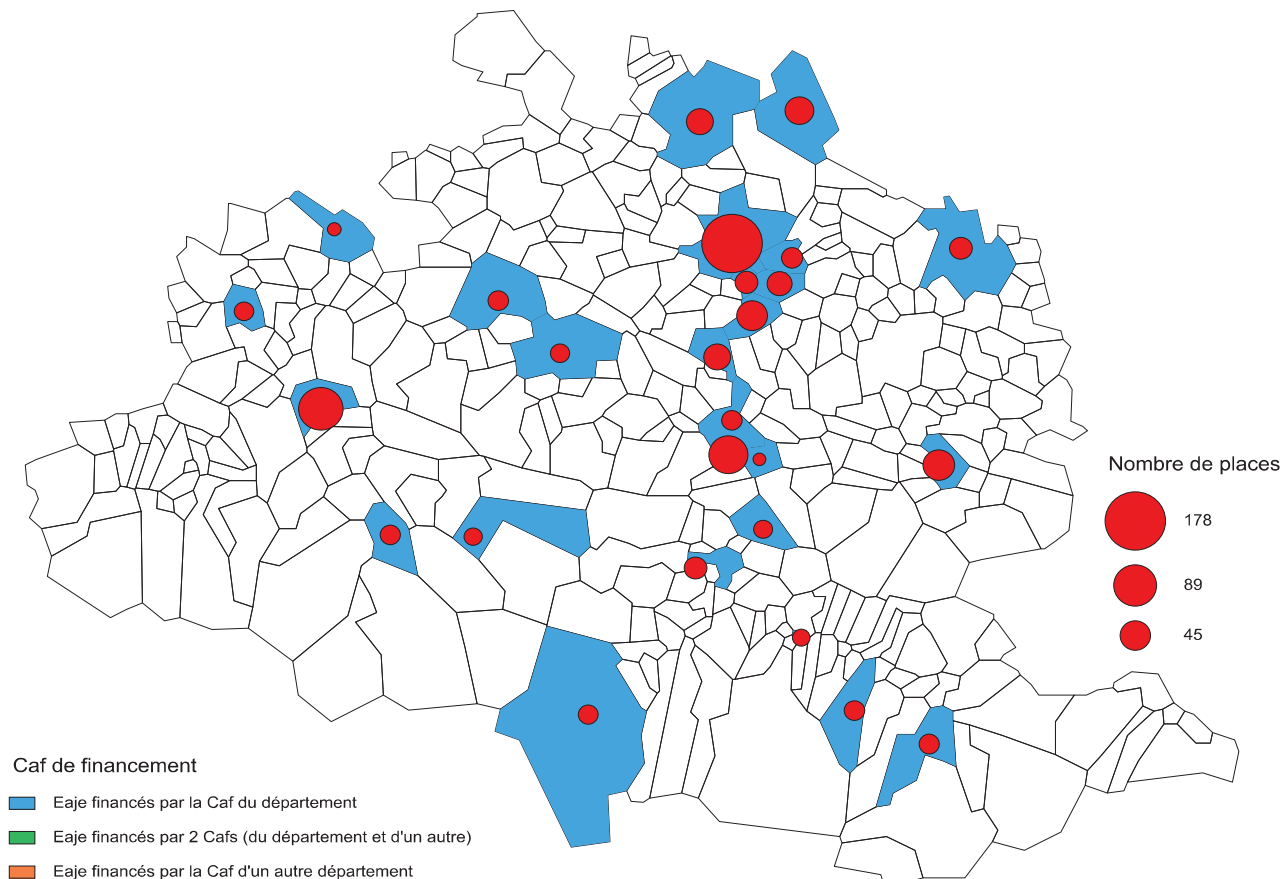 Nombre de places
178
89
45
Caf de financement
Eaje financés par la Caf du département
Eaje financés par 2 Cafs (du département et d'un autre)
Eaje financés par la Caf d'un autre département